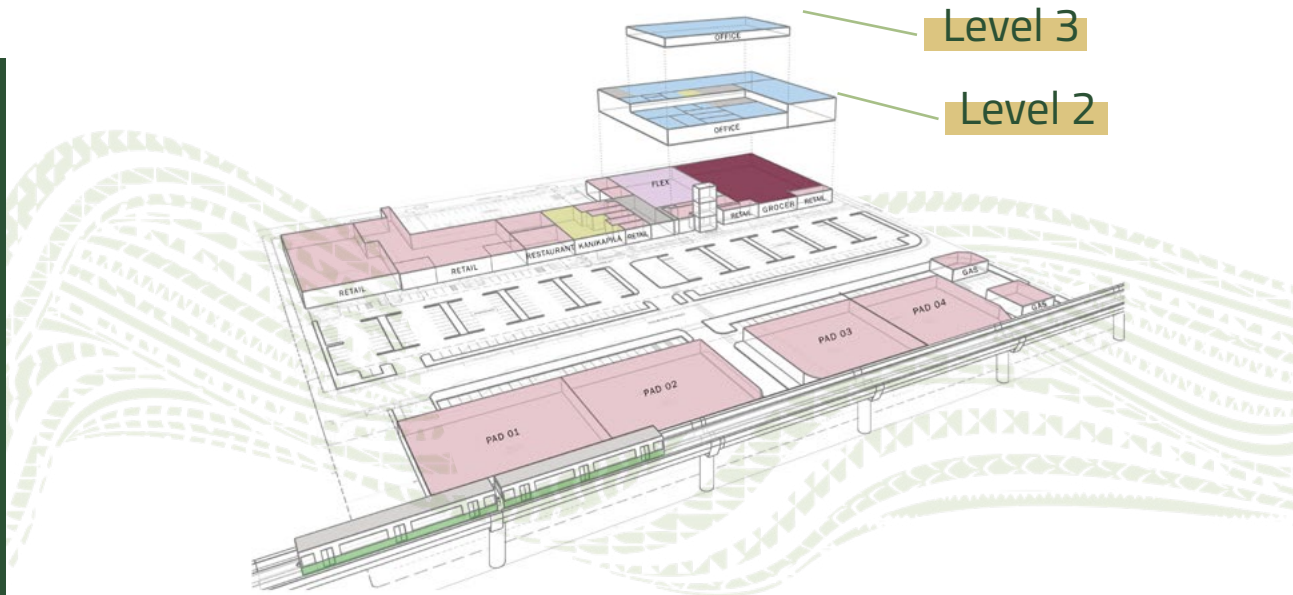 Level 3
OFFICE
Level 2
OFFICE
FLEX
RETAIL
GROCER
RETAIL
RETAIL
KANIKAPILA
RESTAURANT
RETAIL
RETAIL
GAS
GAS
PAD 04
PAD 03
PAD 02
PAD 01